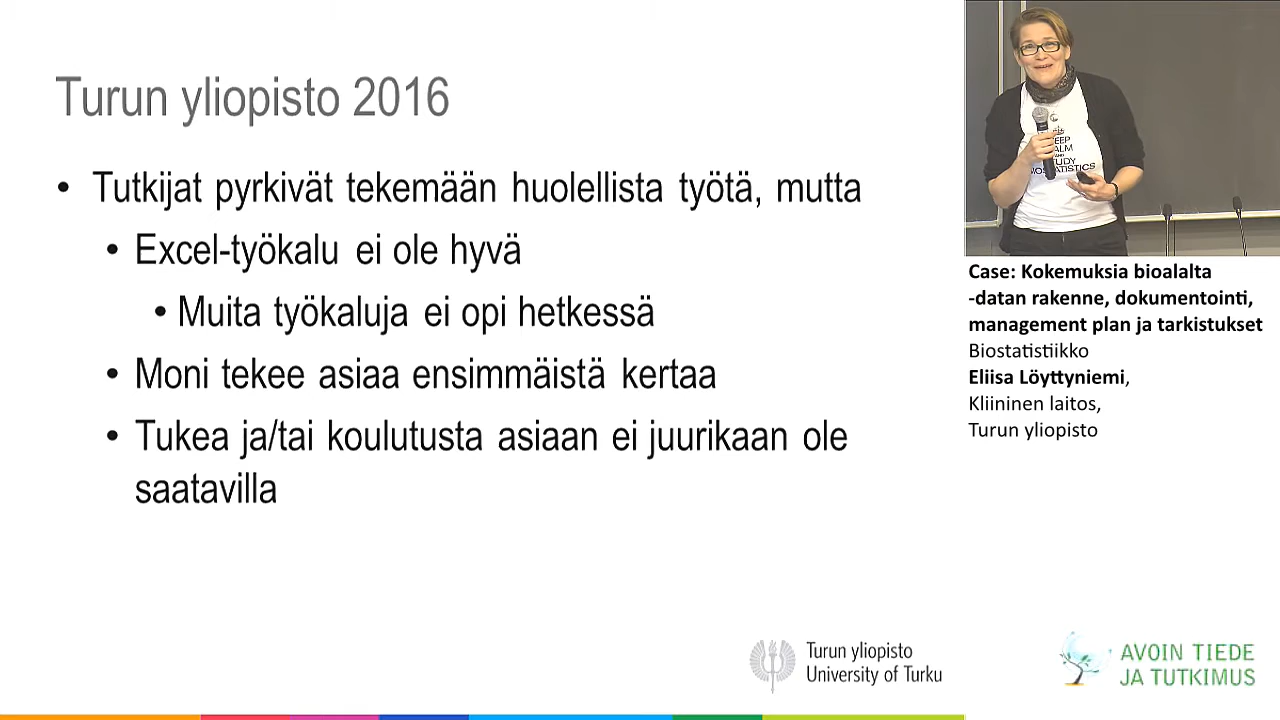 Turun yliopisto 2016
• Tutkijat pyrkivät tekemään huolellista työtä, mutta
• Excel-työkalu ei ole hyvä
• Muita työkaluja ei opi hetkessä
• Moni tekee asiaa ensimmäistä kertaa
• Tukea ja/tai koulutusta asiaan ei juurikaan ole
saatavilla
Case: Kokemuksia bioalalta
-datan rakenne, dokumentointi,
management plan ja tarkistukset
Biostatistiikko
Eliisa Löyttyniemi,
Kliininen laitos,
Turun yliopisto
Turun yliopisto
University of Turku
AVOIN TIEDE
JA TUTKIMUS